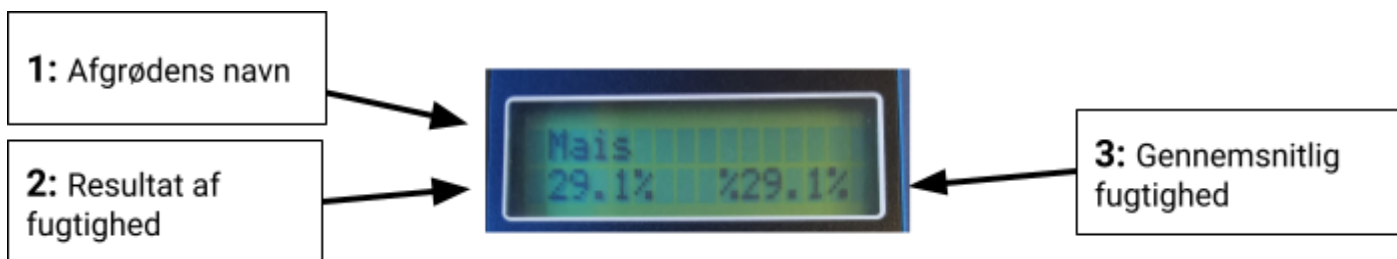 1: Afgrødens navn
2: Resultat af
fugtighed
Mais
29.1% %29.1%
3: Gennemsnitlig
fugtighed